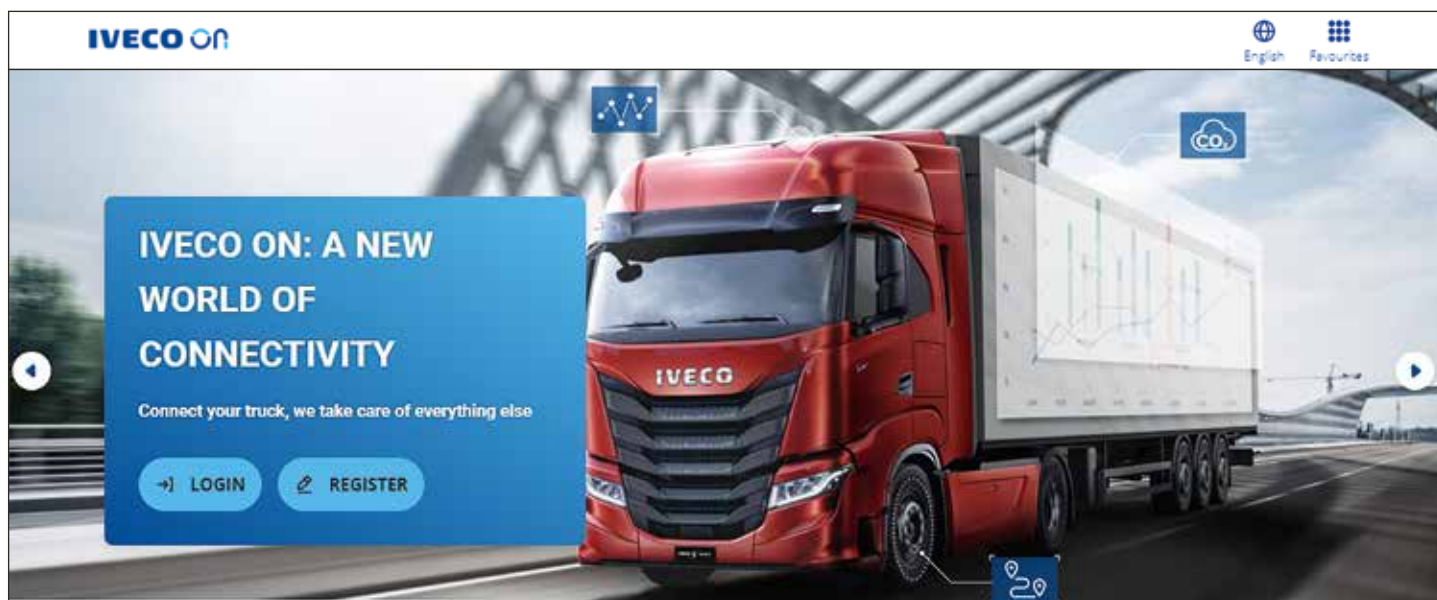 IVECO ON
English
Favourites
CO₂
IVECO ON: A NEW
WORLD OF
CONNECTIVITY
IVECO
Connect your truck, we take care of everything else
LOGIN
REGISTER